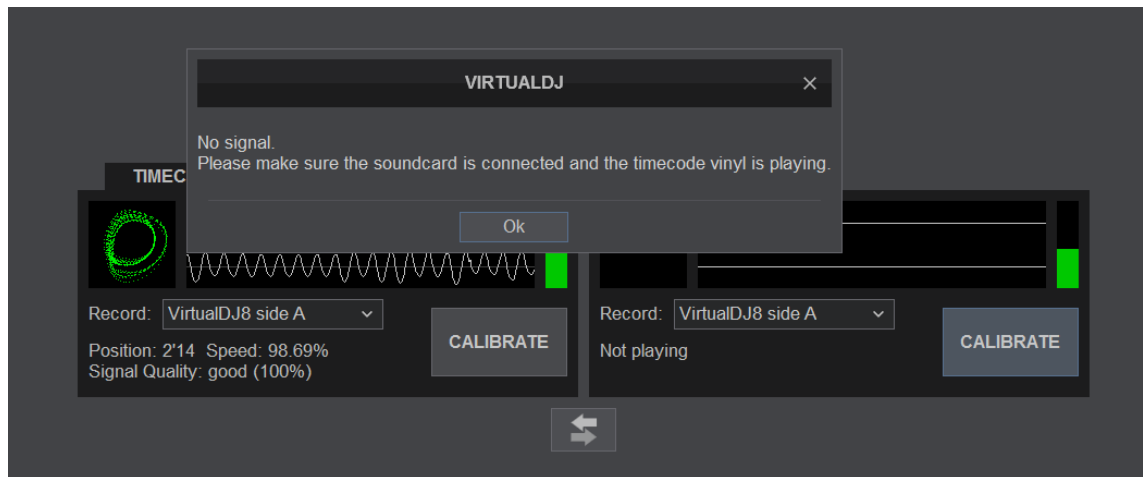 VIRTUALDJ
No signal.
Please make sure the soundcard is connected and the timecode vinyl is playing.
Ok
TIMEC
Record: VirtualDJ8 side A
Position: 2'14 Speed: 98.69%
Signal Quality: good (100%)
CALIBRATE
Record: VirtualDJ8 side A
Not playing
CALIBRATE